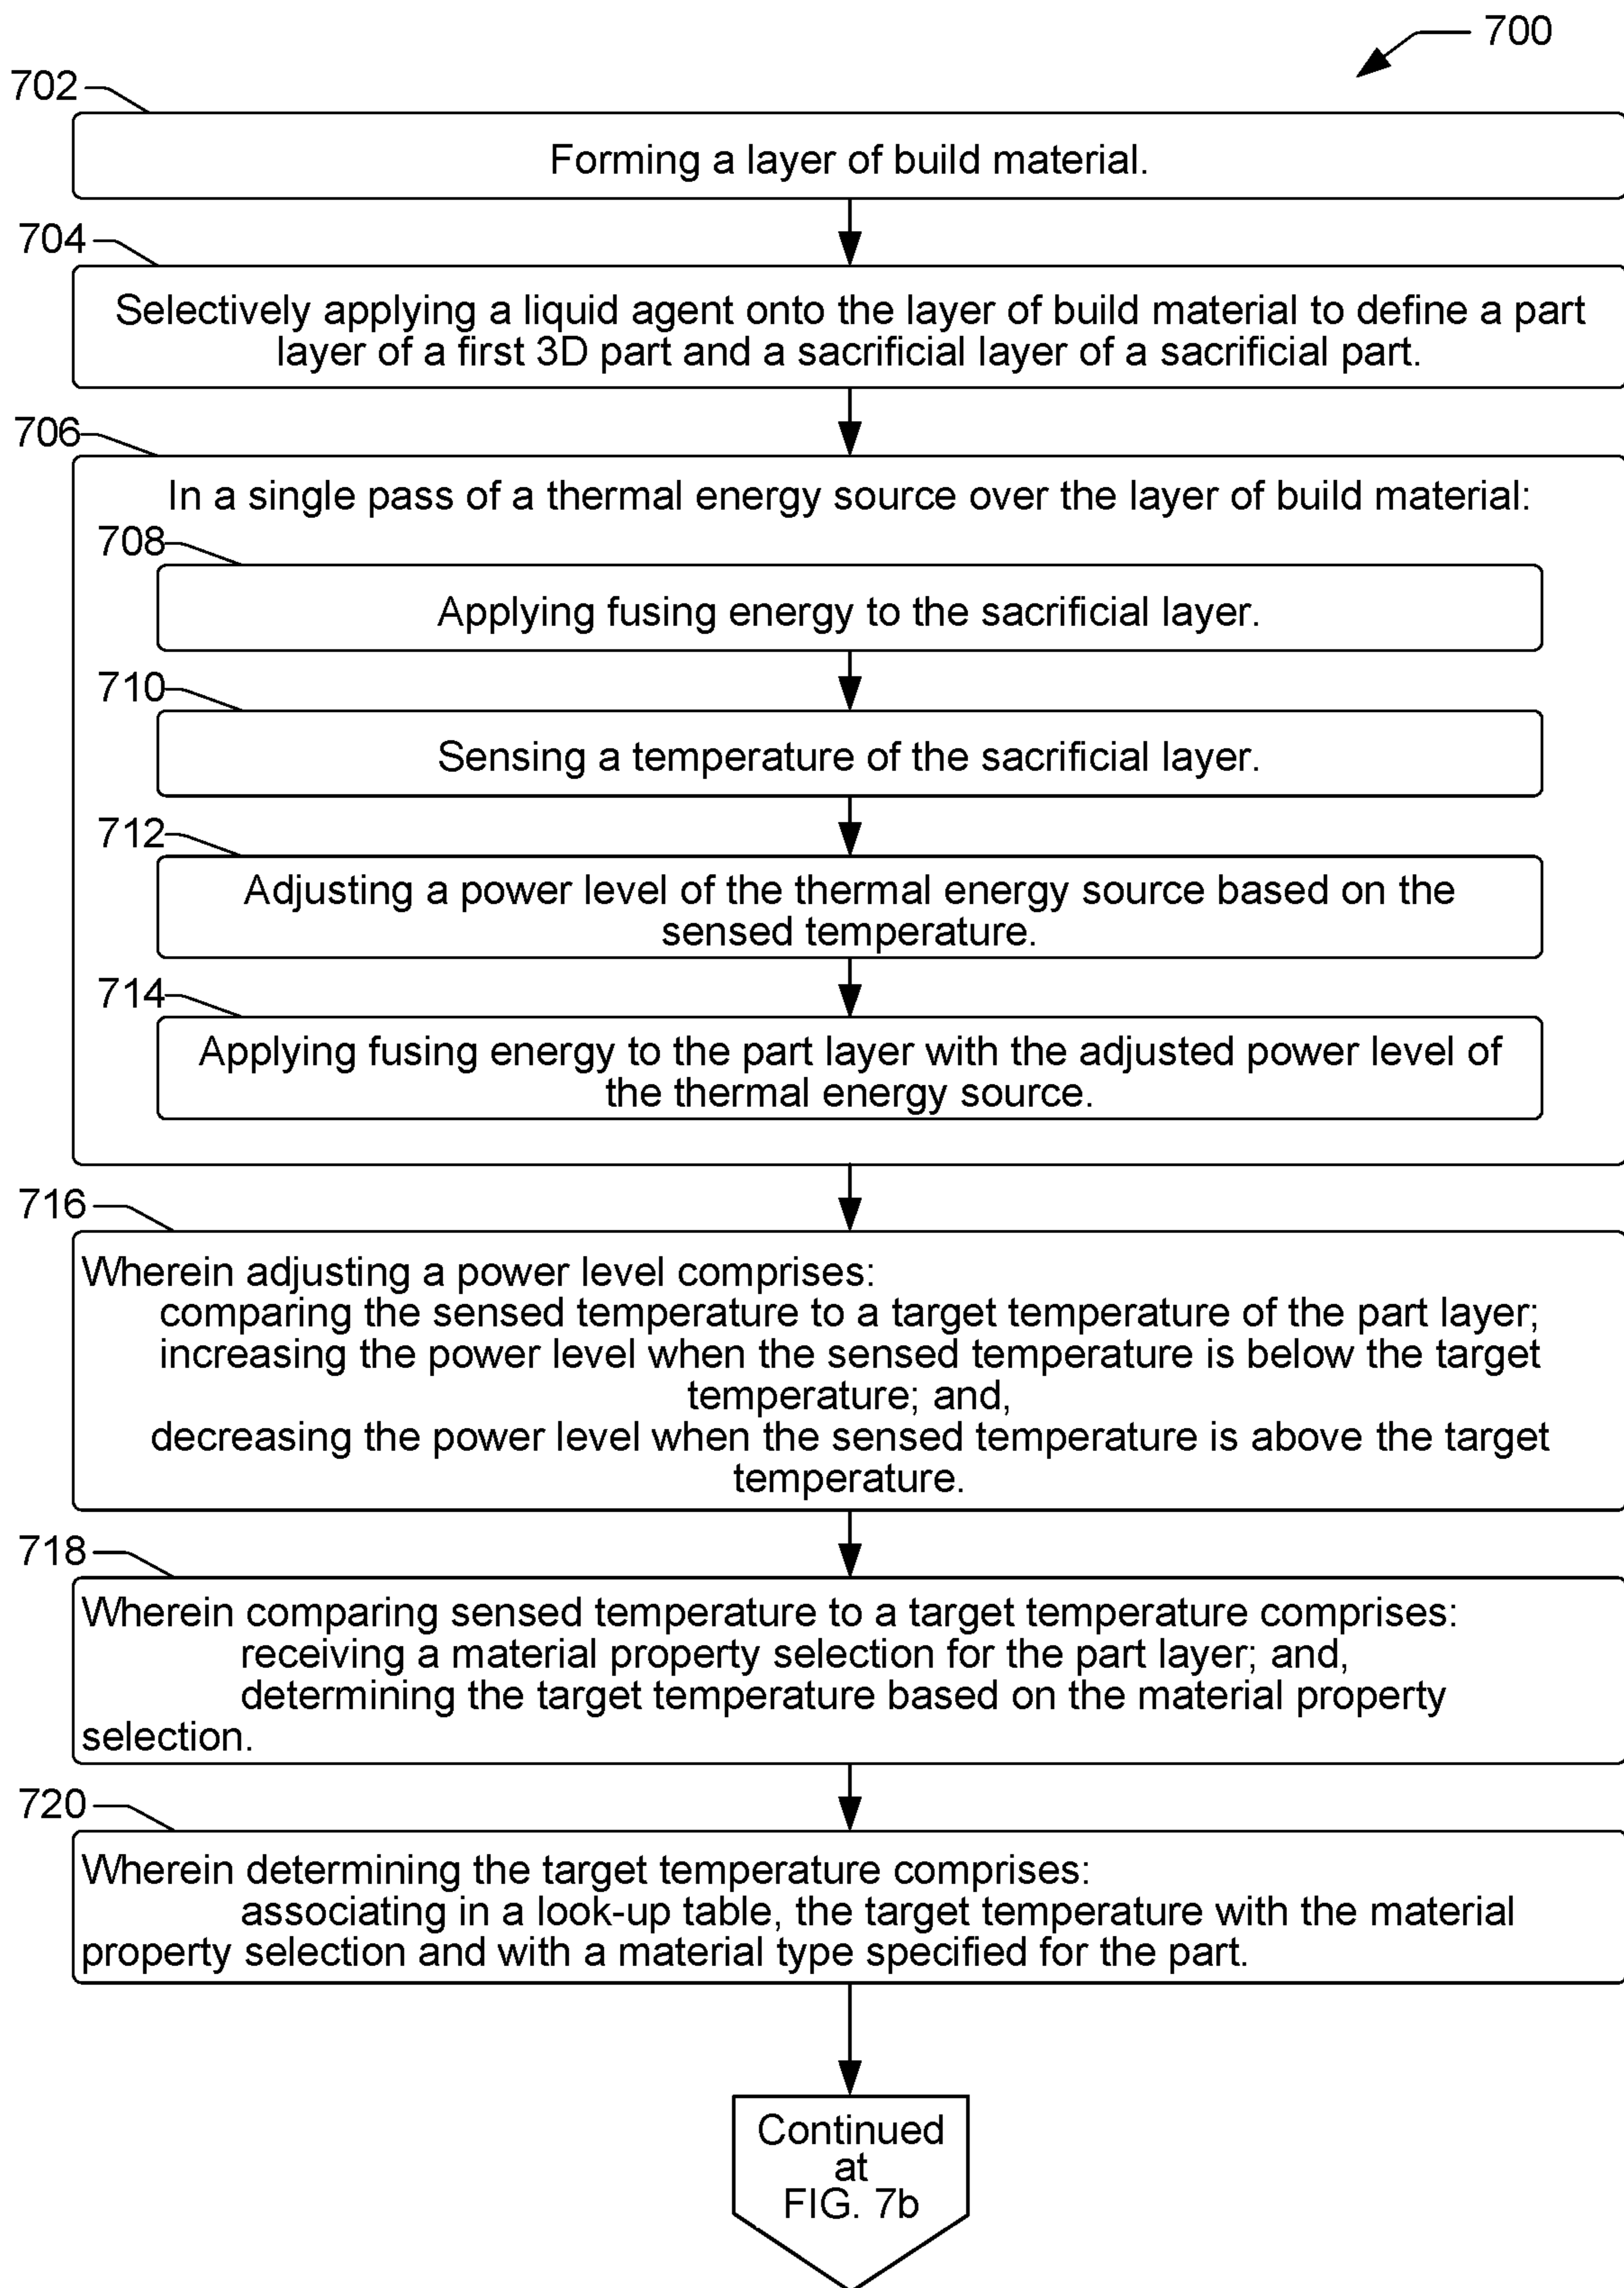 700
702
Forming a layer of build material.
704
Selectively applying a liquid agent onto the layer of build material to define a part
layer of a first 3D part and a sacrificial layer of a sacrificial part.
706
In a single pass of a thermal energy source over the layer of build material:
708
Applying fusing energy to the sacrificial layer.
710
Sensing a temperature of the sacrificial layer.
712
Adjusting a power level of the thermal energy source based on the
sensed temperature.
714
Applying fusing energy to the part layer with the adjusted power level of
the thermal energy source.
716
Wherein adjusting a power level comprises:
comparing the sensed temperature to a target temperature of the part layer;
increasing the power level when the sensed temperature is below the target
temperature; and,
decreasing the power level when the sensed temperature is above the target
temperature.
718
Wherein comparing sensed temperature to a target temperature comprises:
receiving a material property selection for the part layer; and,
determining the target temperature based on the material property
selection.
720
Wherein determining the target temperature comprises:
associating in a look-up table, the target temperature with the material
property selection and with a material type specified for the part.
Continued
at
FIG. 7b